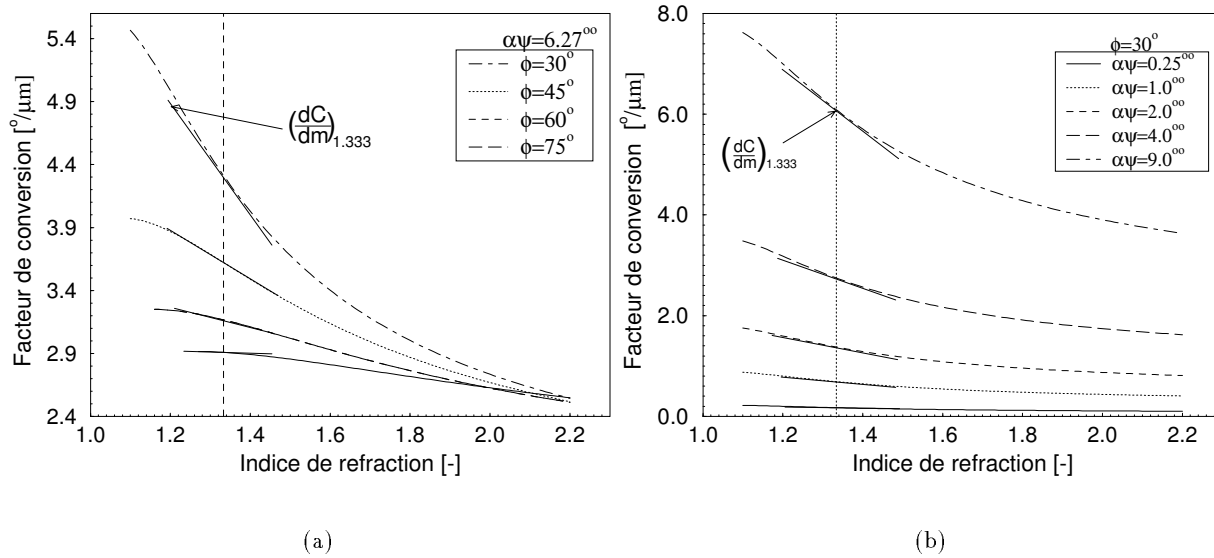 5.4
4.9
4.4
3.9
3.4
2.9
2.4
1.0 1.2 1.4 1.6 1.8 2.0 2.2
Indice de refraction [-]
Facteur de conversion [°/µm]
αψ=6.27°°
ϕ=30°
ϕ=45°
ϕ=60°
ϕ=75°
(dC/dm)1.333
(a)
8.0
6.0
4.0
2.0
0.0
1.0 1.2 1.4 1.6 1.8 2.0 2.2
Indice de refraction [-]
Facteur de conversion [°/µm]
ϕ=30°
αψ=0.25°°
αψ=1.0°°
αψ=2.0°°
αψ=4.0°°
αψ=9.0°°
(dC/dm)1.333
(b)